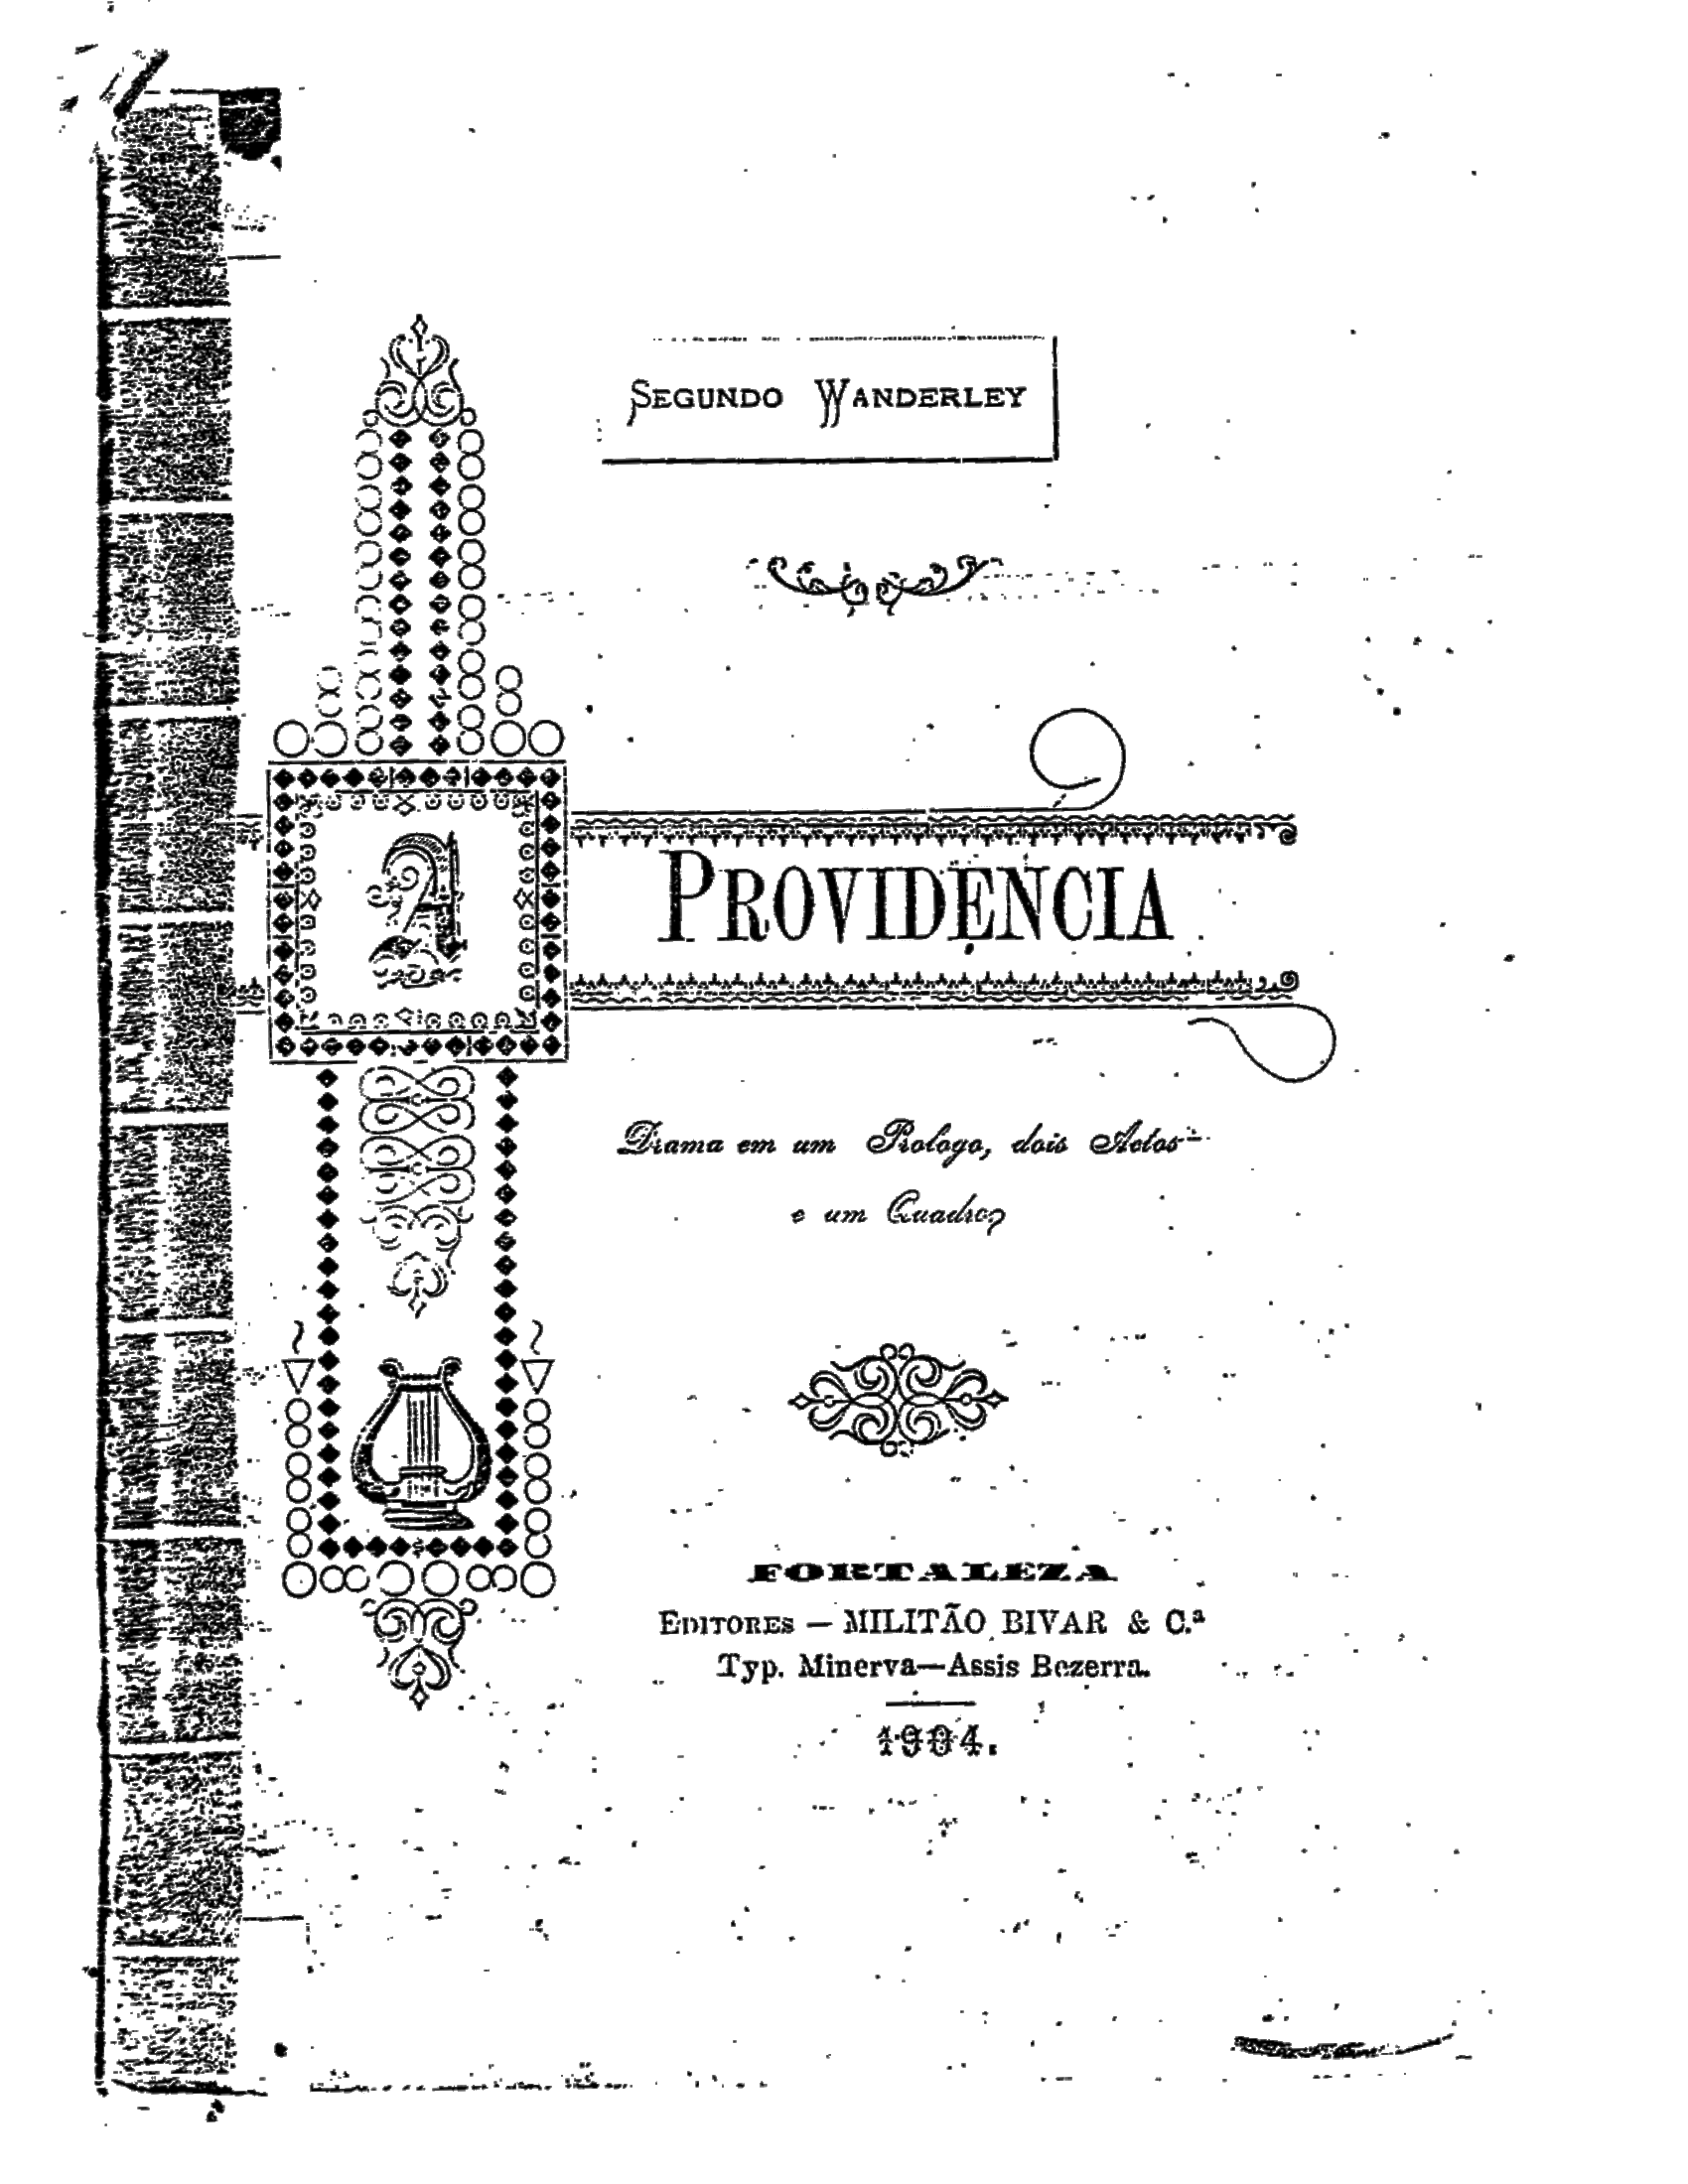 SEGUNDO WANDERLEY
A PROVIDENCIA
Drama em um Prologo, dois Actos
e um Quadro
FORTALEZA
EDITORES — MILITÃO BIVAR & C.ª
Typ. Minerva—Assis Bezerra.
1904.